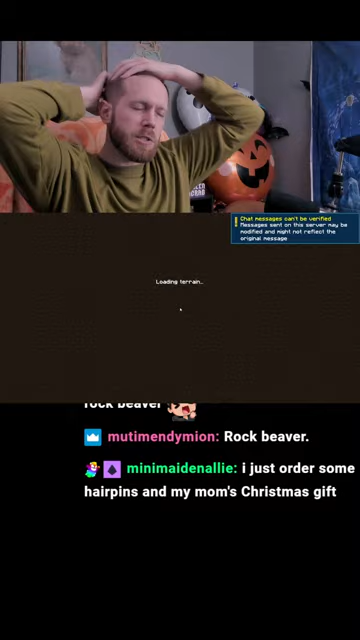 Chat messages can't be verified
Messages sent on this server may be
modified and might not reflect the
original message
Loading terrain...
rock beaver
mutimendymion: Rock beaver.
minimaidenallie: i just order some
hairpins and my mom's Christmas gift